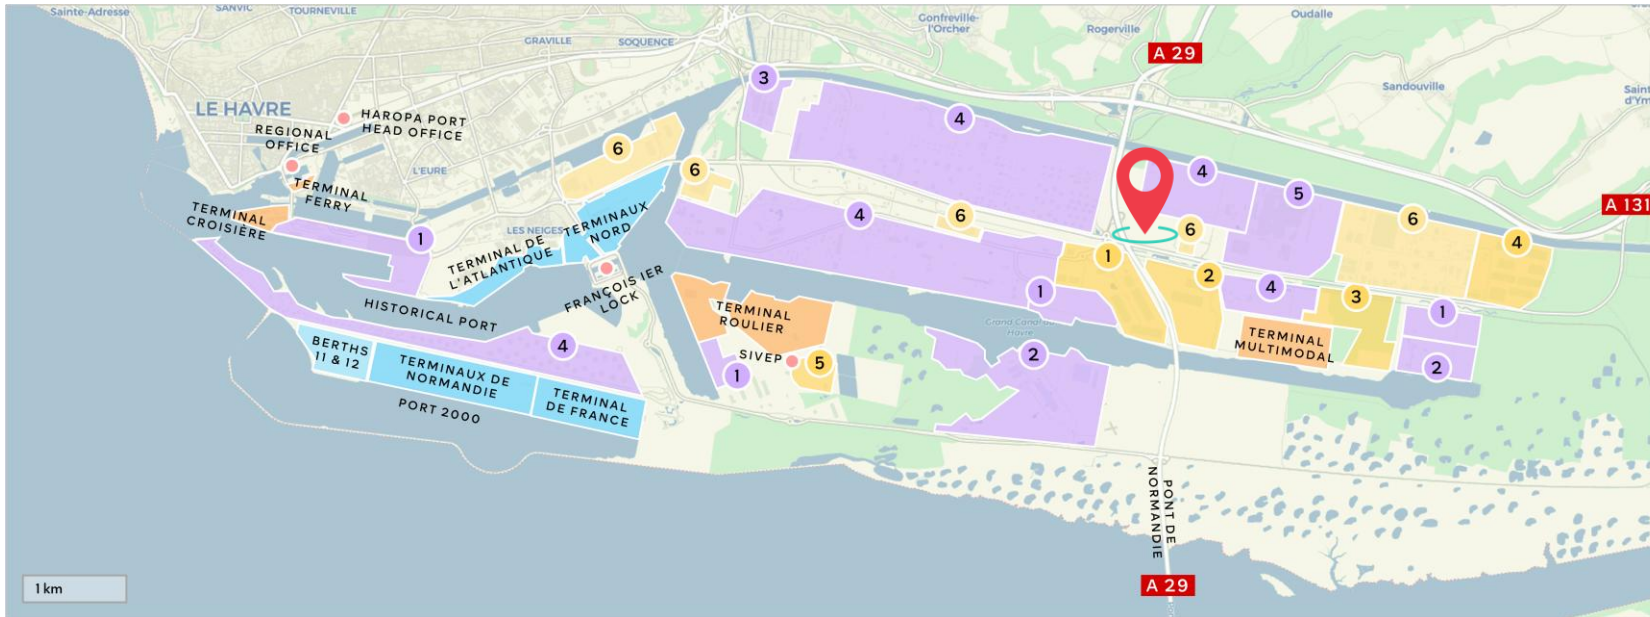 Sainte-Adresse
SANVIC
TOURNEVILLE
GRAVILLE
SOQUENCE
Gonfreville-
l'Orcher
Rogerville
Oudalle
Sandouville
A 29
A 131
LE HAVRE
HAROPA PORT
HEAD OFFICE
REGIONAL
OFFICE
L'EURE
TERMINAL
FERRY
TERMINAL
CROISIÈRE
LES NEIGES
TERMINAUX
NORD
TERMINAL DE
L'ATLANTIQUE
FRANÇOIS IER
LOCK
HISTORICAL PORT
BERTHS
11 & 12
TERMINAUX DE
NORMANDIE
TERMINAL
DE FRANCE
PORT 2000
TERMINAL
ROULIER
SIVEP
Grand Canal du
Havre
TERMINAL
MULTIMODAL
3
4
6
6
4
6
4
5
6
4
6
1
2
4
3
1
2
1
1
4
1
5
2
PONT DE
NORMANDIE
A 29
1 km